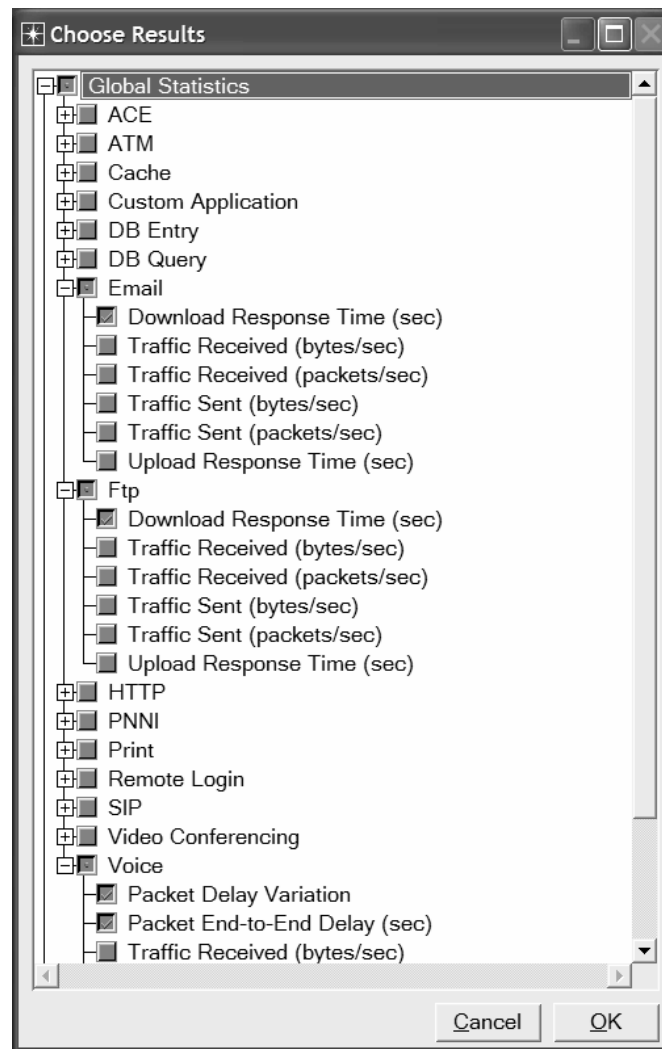 Choose Results
Global Statistics
ACE
ATM
Cache
Custom Application
DB Entry
DB Query
Email
Download Response Time (sec)
Traffic Received (bytes/sec)
Traffic Received (packets/sec)
Traffic Sent (bytes/sec)
Traffic Sent (packets/sec)
Upload Response Time (sec)
Ftp
Download Response Time (sec)
Traffic Received (bytes/sec)
Traffic Received (packets/sec)
Traffic Sent (bytes/sec)
Traffic Sent (packets/sec)
Upload Response Time (sec)
HTTP
PNNI
Print
Remote Login
SIP
Video Conferencing
Voice
Packet Delay Variation
Packet End-to-End Delay (sec)
Traffic Received (bytes/sec)
Cancel OK